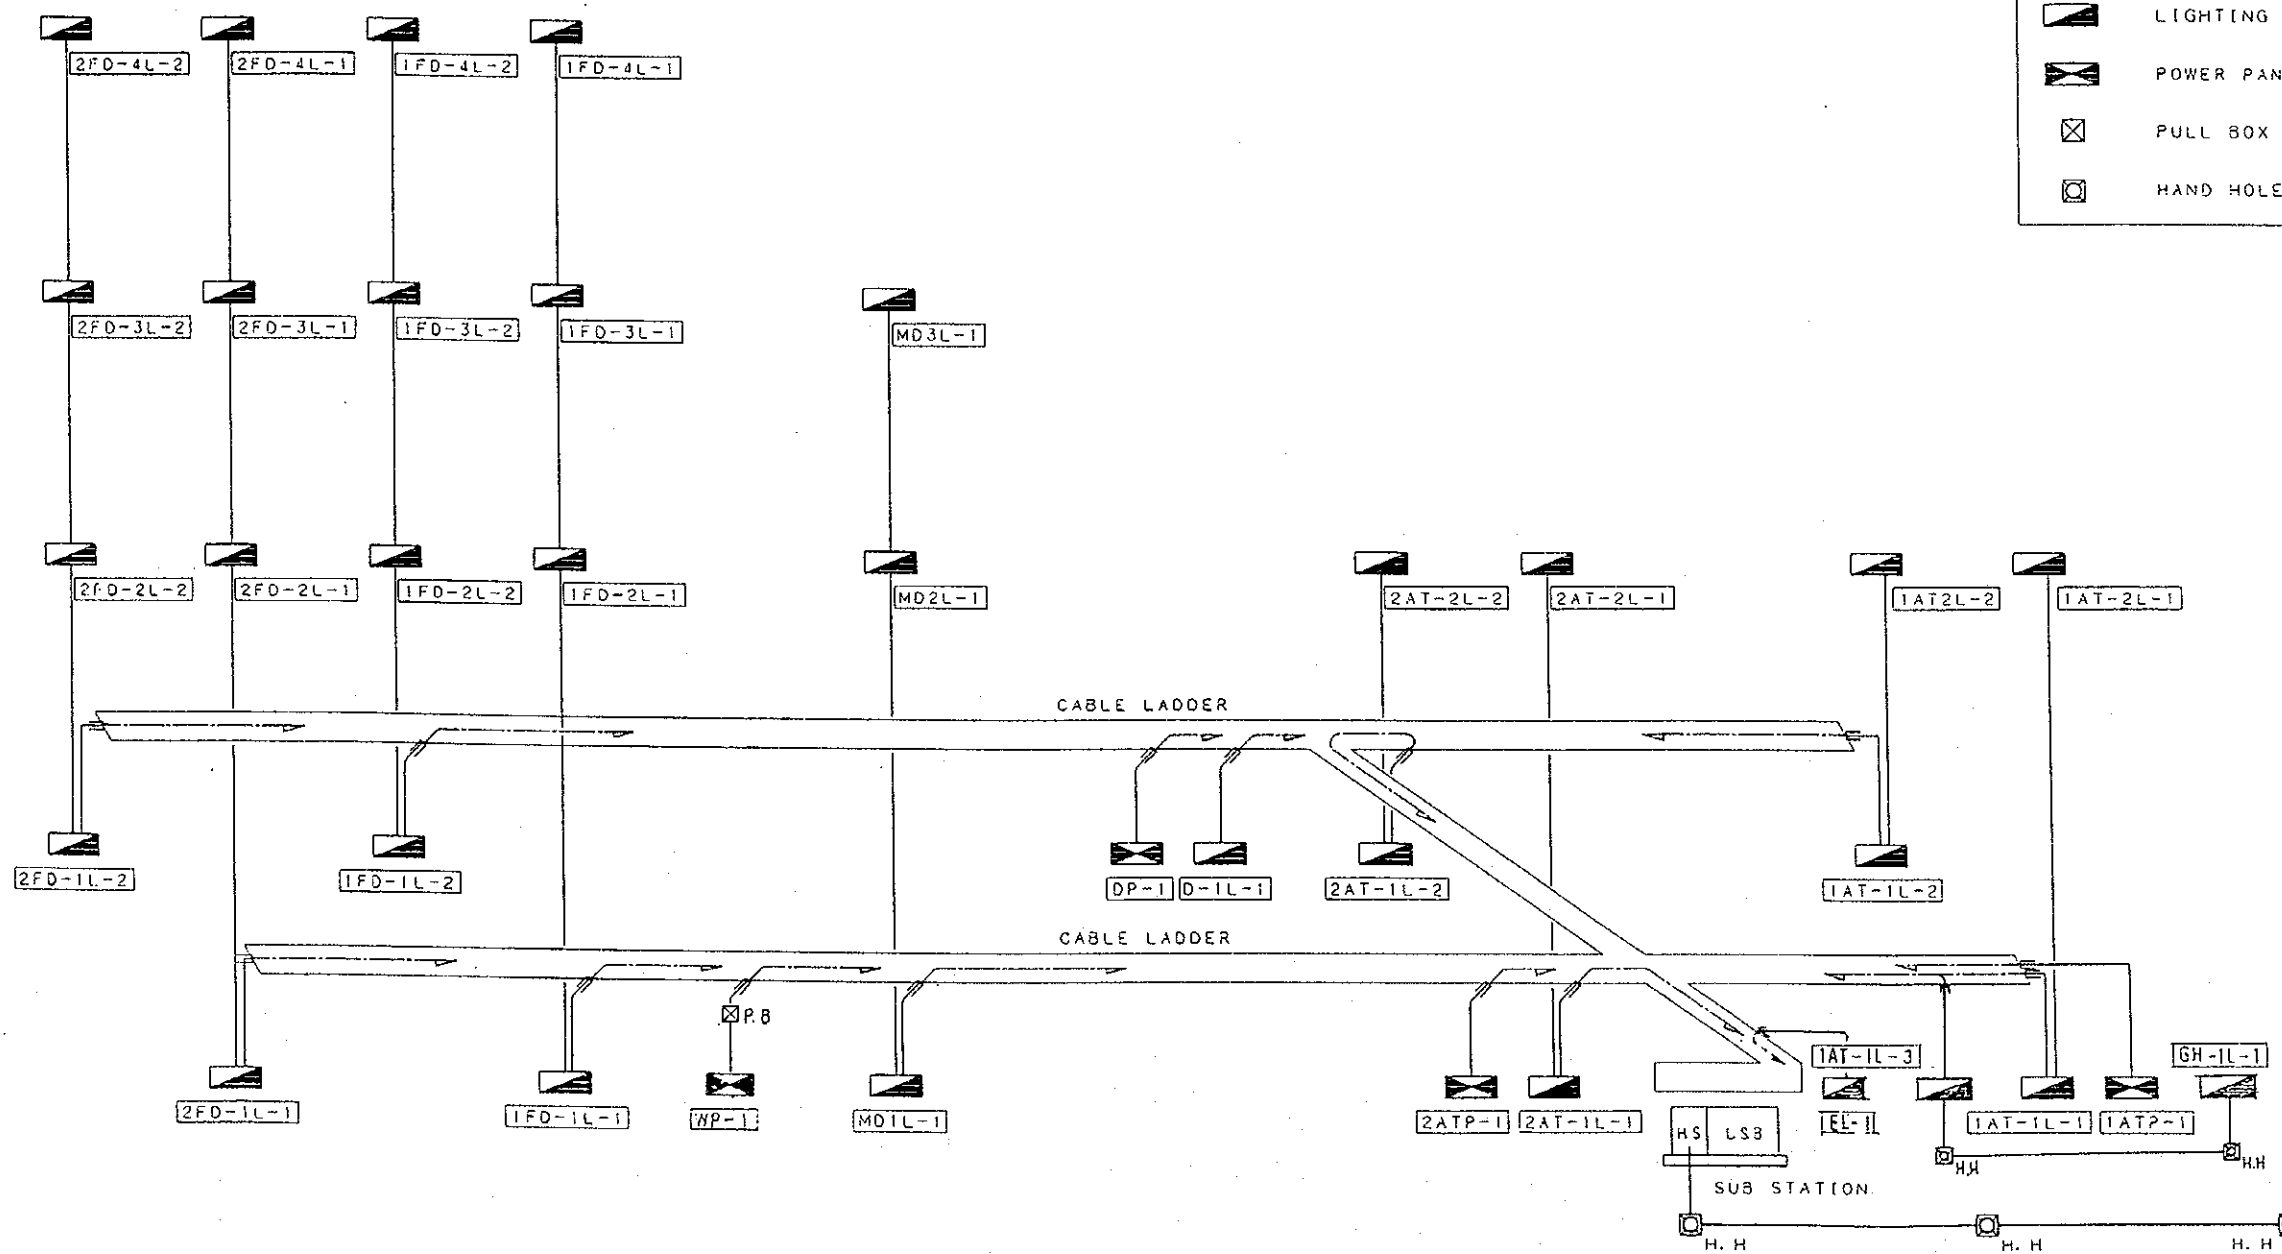 LIGHTING
POWER PAN
PULL BOX
HAND HOLE
2FD-4L-2
2FD-4L-1
1FD-4L-2
1FD-4L-1
2FD-3L-2
2FD-3L-1
1FD-3L-2
1FD-3L-1
MD3L-1
2FD-2L-2
2FD-2L-1
1FD-2L-2
1FD-2L-1
MD2L-1
2AT-2L-2
2AT-2L-1
1AT2L-2
1AT-2L-1
CABLE LADDER
2FD-1L-2
1FD-1L-2
DP-1
D-1L-1
2AT-1L-2
1AT-1L-2
CABLE LADDER
P.B
1AT-1L-3
GH-1L-1
2FD-1L-1
1FD-1L-1
WP-1
MD1L-1
2ATP-1
2AT-1L-1
EL-1L
1AT-1L-1
1ATP-1
HS
LSB
H.H
H.H
SUB STATION
H.H
H.H
H.H